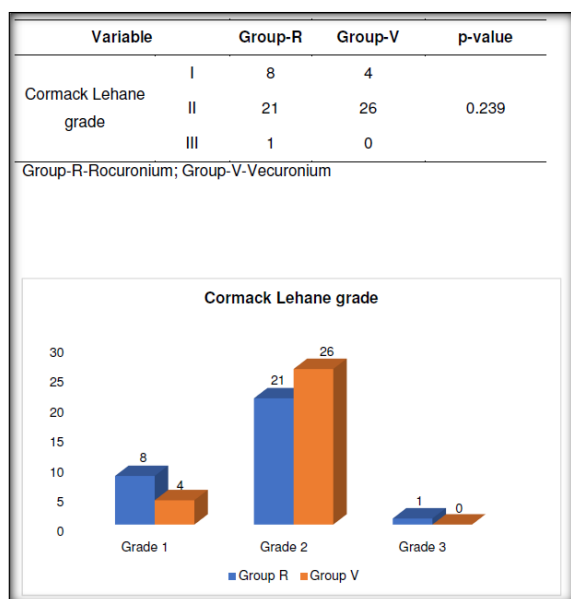 Variable Group-R Group-V p-value
Cormack Lehane grade I 8 4
II 21 26 0.239
III 1 0
Group-R-Rocuronium; Group-V-Vecuronium
Cormack Lehane grade
30
25
20
15
10
5
0
8
4
21
26
1
0
Grade 1 Grade 2 Grade 3
Group R Group V